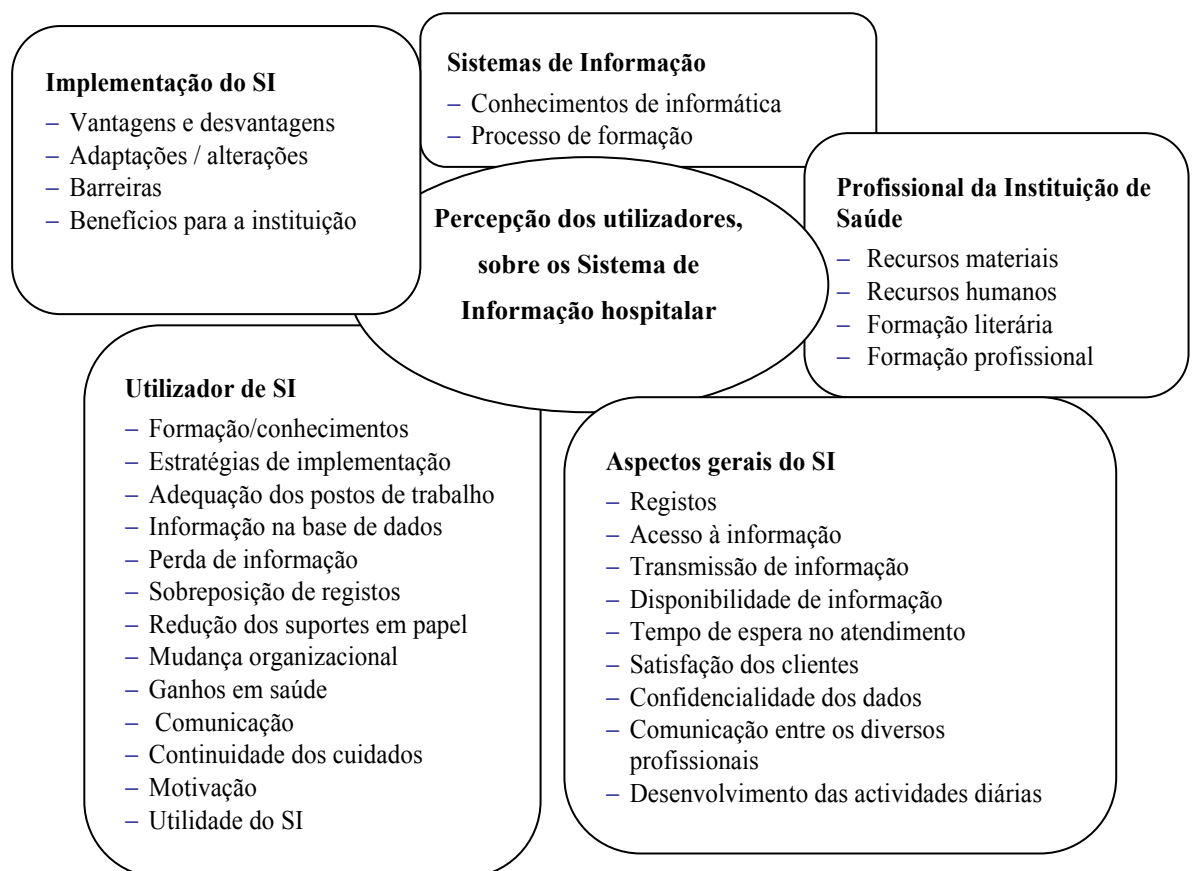 Implementação do SI
– Vantagens e desvantagens
– Adaptações / alterações
– Barreiras
– Benefícios para a instituição
Sistemas de Informação
– Conhecimentos de informática
– Processo de formação
Profissional da Instituição de
Saúde
– Recursos materiais
– Recursos humanos
– Formação literária
– Formação profissional
Percepção dos utilizadores,
sobre os Sistema de
Informação hospitalar
Utilizador de SI
– Formação/conhecimentos
– Estratégias de implementação
– Adequação dos postos de trabalho
– Informação na base de dados
– Perda de informação
– Sobreposição de registos
– Redução dos suportes em papel
– Mudança organizacional
– Ganhos em saúde
– Comunicação
– Continuidade dos cuidados
– Motivação
– Utilidade do SI
Aspectos gerais do SI
– Registos
– Acesso à informação
– Transmissão de informação
– Disponibilidade de informação
– Tempo de espera no atendimento
– Satisfação dos clientes
– Confidencialidade dos dados
– Comunicação entre os diversos
profissionais
– Desenvolvimento das actividades diárias